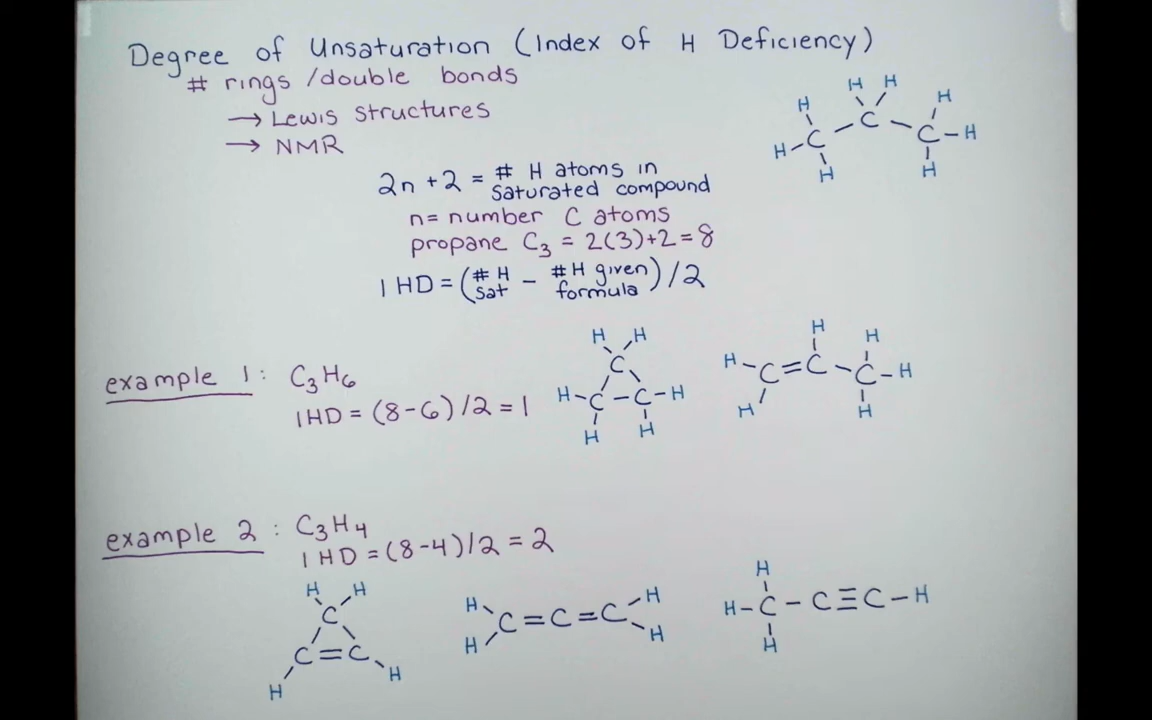 Degree of Unsaturation (Index of H Deficiency)
# rings /double bonds
→ Lewis structures
→ NMR
H H
H H
C
C C – H
H – H
H
2n + 2 = # H atoms in
saturated compound
n = number C atoms
propane C₃ = 2(3)+2 = 8
IHD = (# H sat – # H given formula)/2
example 1: C₃H₆
IHD = (8-6)/2 = 1
H H
C
H – C – C – H
H H
H H
H – C = C – C – H
H H
example 2: C₃H₄
IHD = (8-4)/2 = 2
H H
C
C = C
H H
H H
C = C = C
H H
H
H – C – C ≡ C – H
H